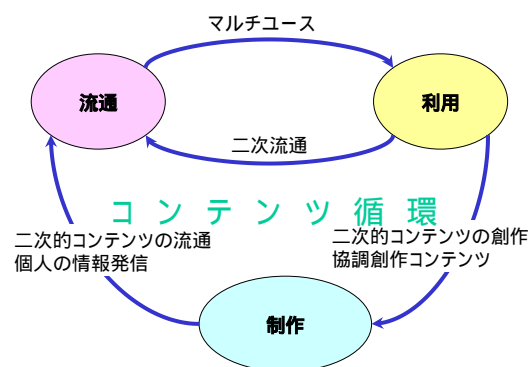 マルチユース
流通
利用
二次流通
コンテンツ循環
二次的コンテンツの流通
個人の情報発信
二次的コンテンツの創作
協調創作コンテンツ
制作